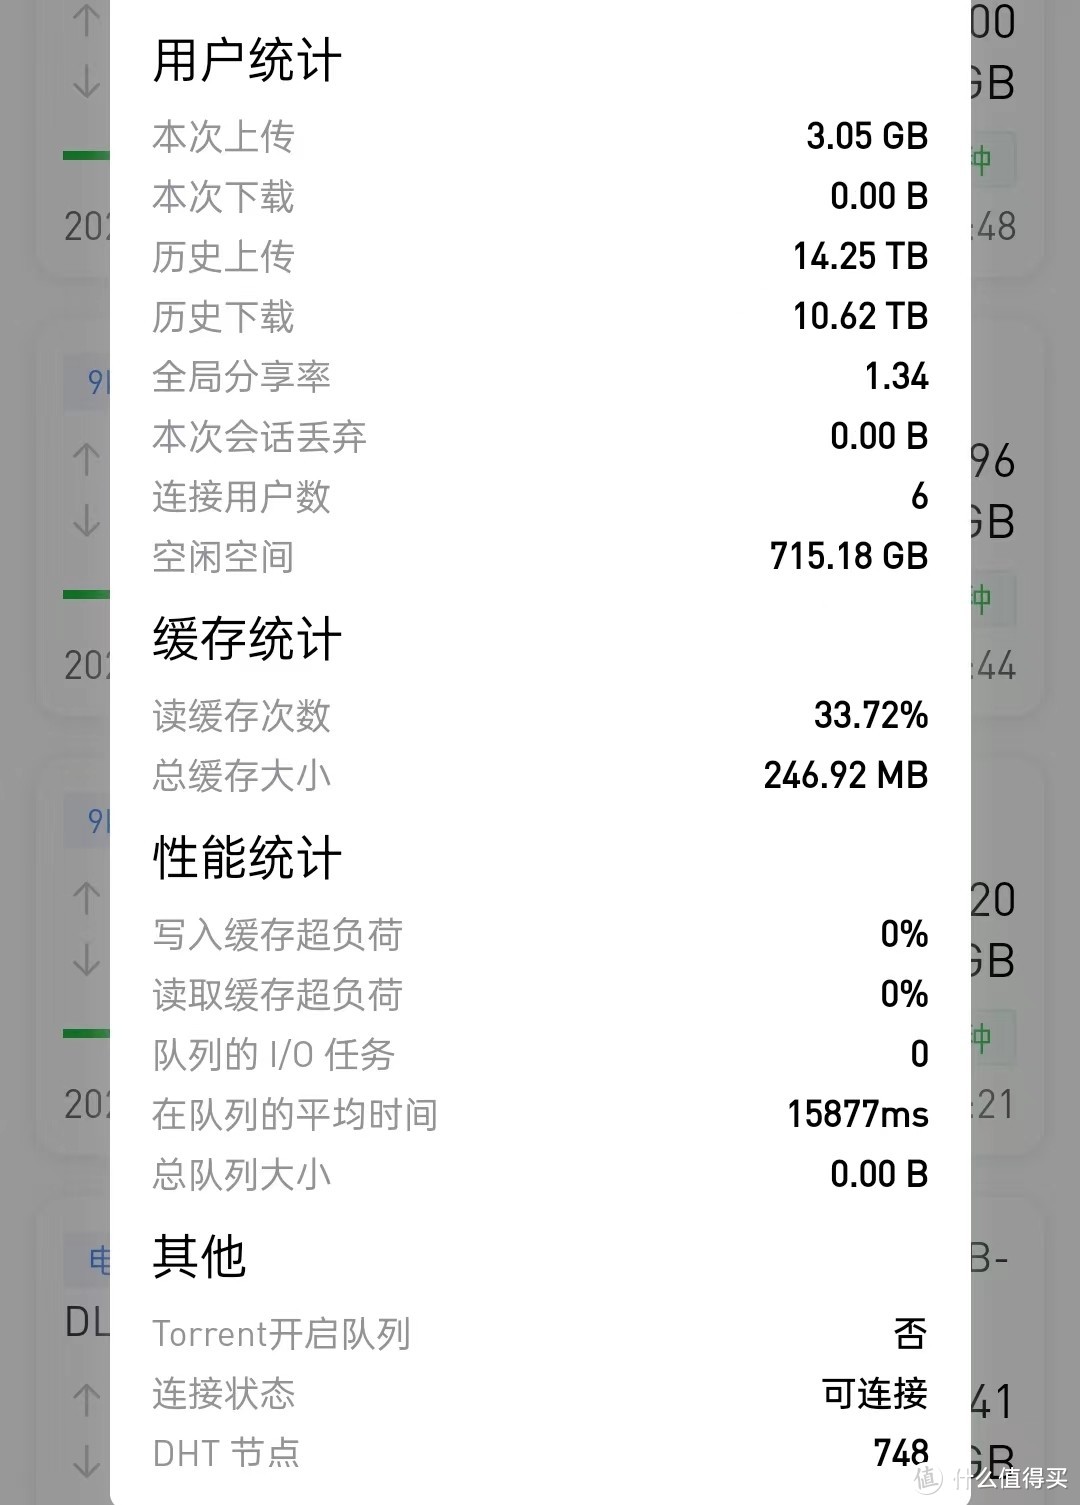 用户统计
本次上传 3.05 GB
本次下载 0.00 B
历史上传 14.25 TB
历史下载 10.62 TB
全局分享率 1.34
本次会话丢弃 0.00 B
连接用户数 6
空闲空间 715.18 GB
缓存统计
读缓存次数 33.72%
总缓存大小 246.92 MB
性能统计
写入缓存超负荷 0%
读取缓存超负荷 0%
队列的 I/O 任务 0
在队列的平均时间 15877ms
总队列大小 0.00 B
其他
Torrent开启队列 否
连接状态 可连接
DHT 节点 748
值 什么值得买